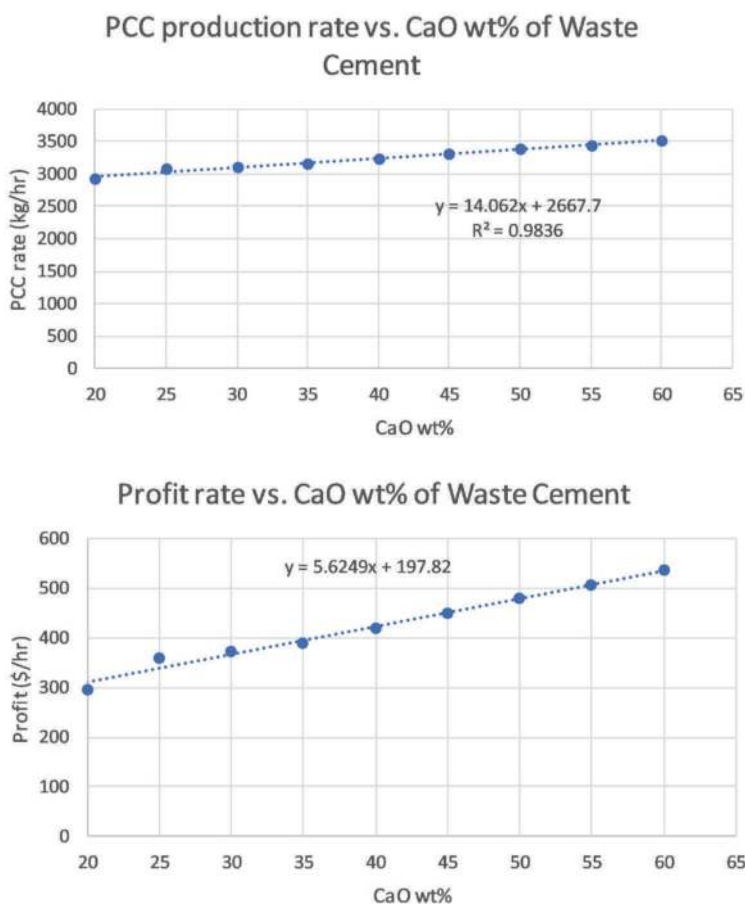 PCC production rate vs. CaO wt% of Waste
Cement
4000
3500
3000
2500
2000
1500
1000
500
0
PCC rate (kg/hr)
y = 14.062x + 2667.7
R² = 0.9836
20 25 30 35 40 45 50 55 60 65
CaO wt%
Profit rate vs. CaO wt% of Waste Cement
600
500
400
300
200
100
0
Profit ($/hr)
y = 5.6249x + 197.82
20 25 30 35 40 45 50 55 60 65
CaO wt%